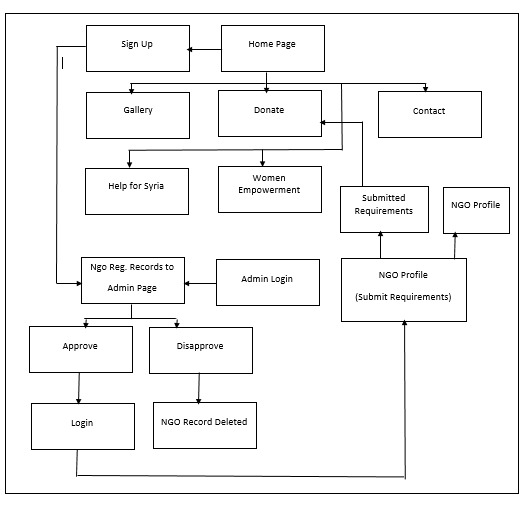 Sign Up
Home Page
Gallery
Donate
Contact
Help for Syria
Women
Empowerment
Submitted
Requirements
NGO Profile
Ngo Reg. Records to
Admin Page
Admin Login
NGO Profile
(Submit Requirements)
Approve
Disapprove
Login
NGO Record Deleted